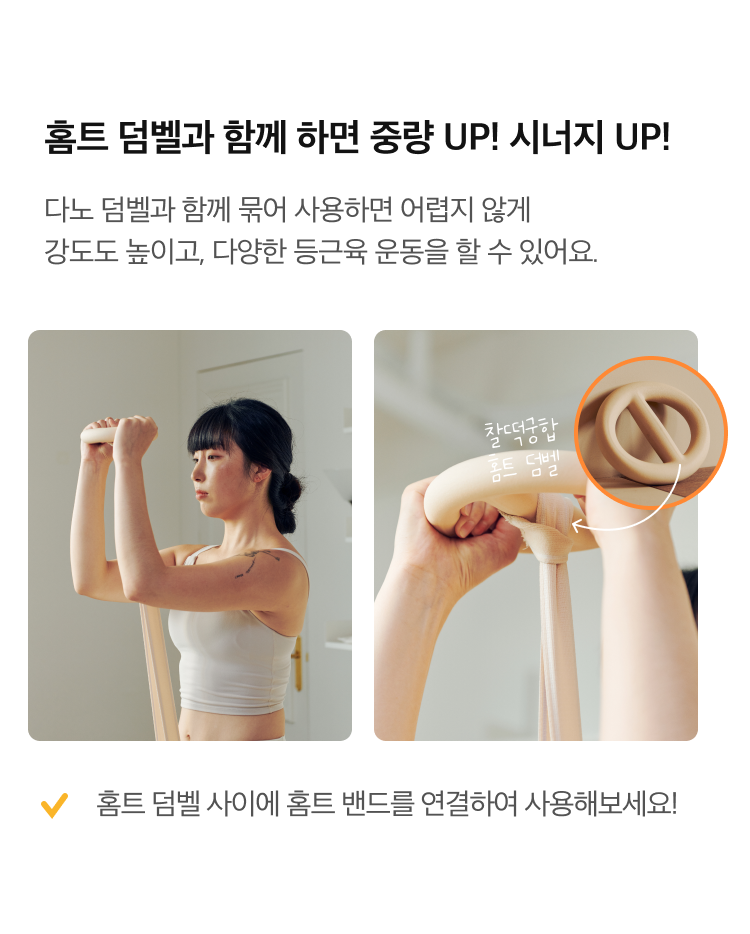 홈트 덤벨과 함께 하면 중량 UP! 시너지 UP!
다노 덤벨과 함께 묶어 사용하면 어렵지 않게
강도도 높이고, 다양한 등근육 운동을 할 수 있어요.
찰떡궁합
홈트 덤벨
홈트 덤벨 사이에 홈트 밴드를 연결하여 사용해보세요!